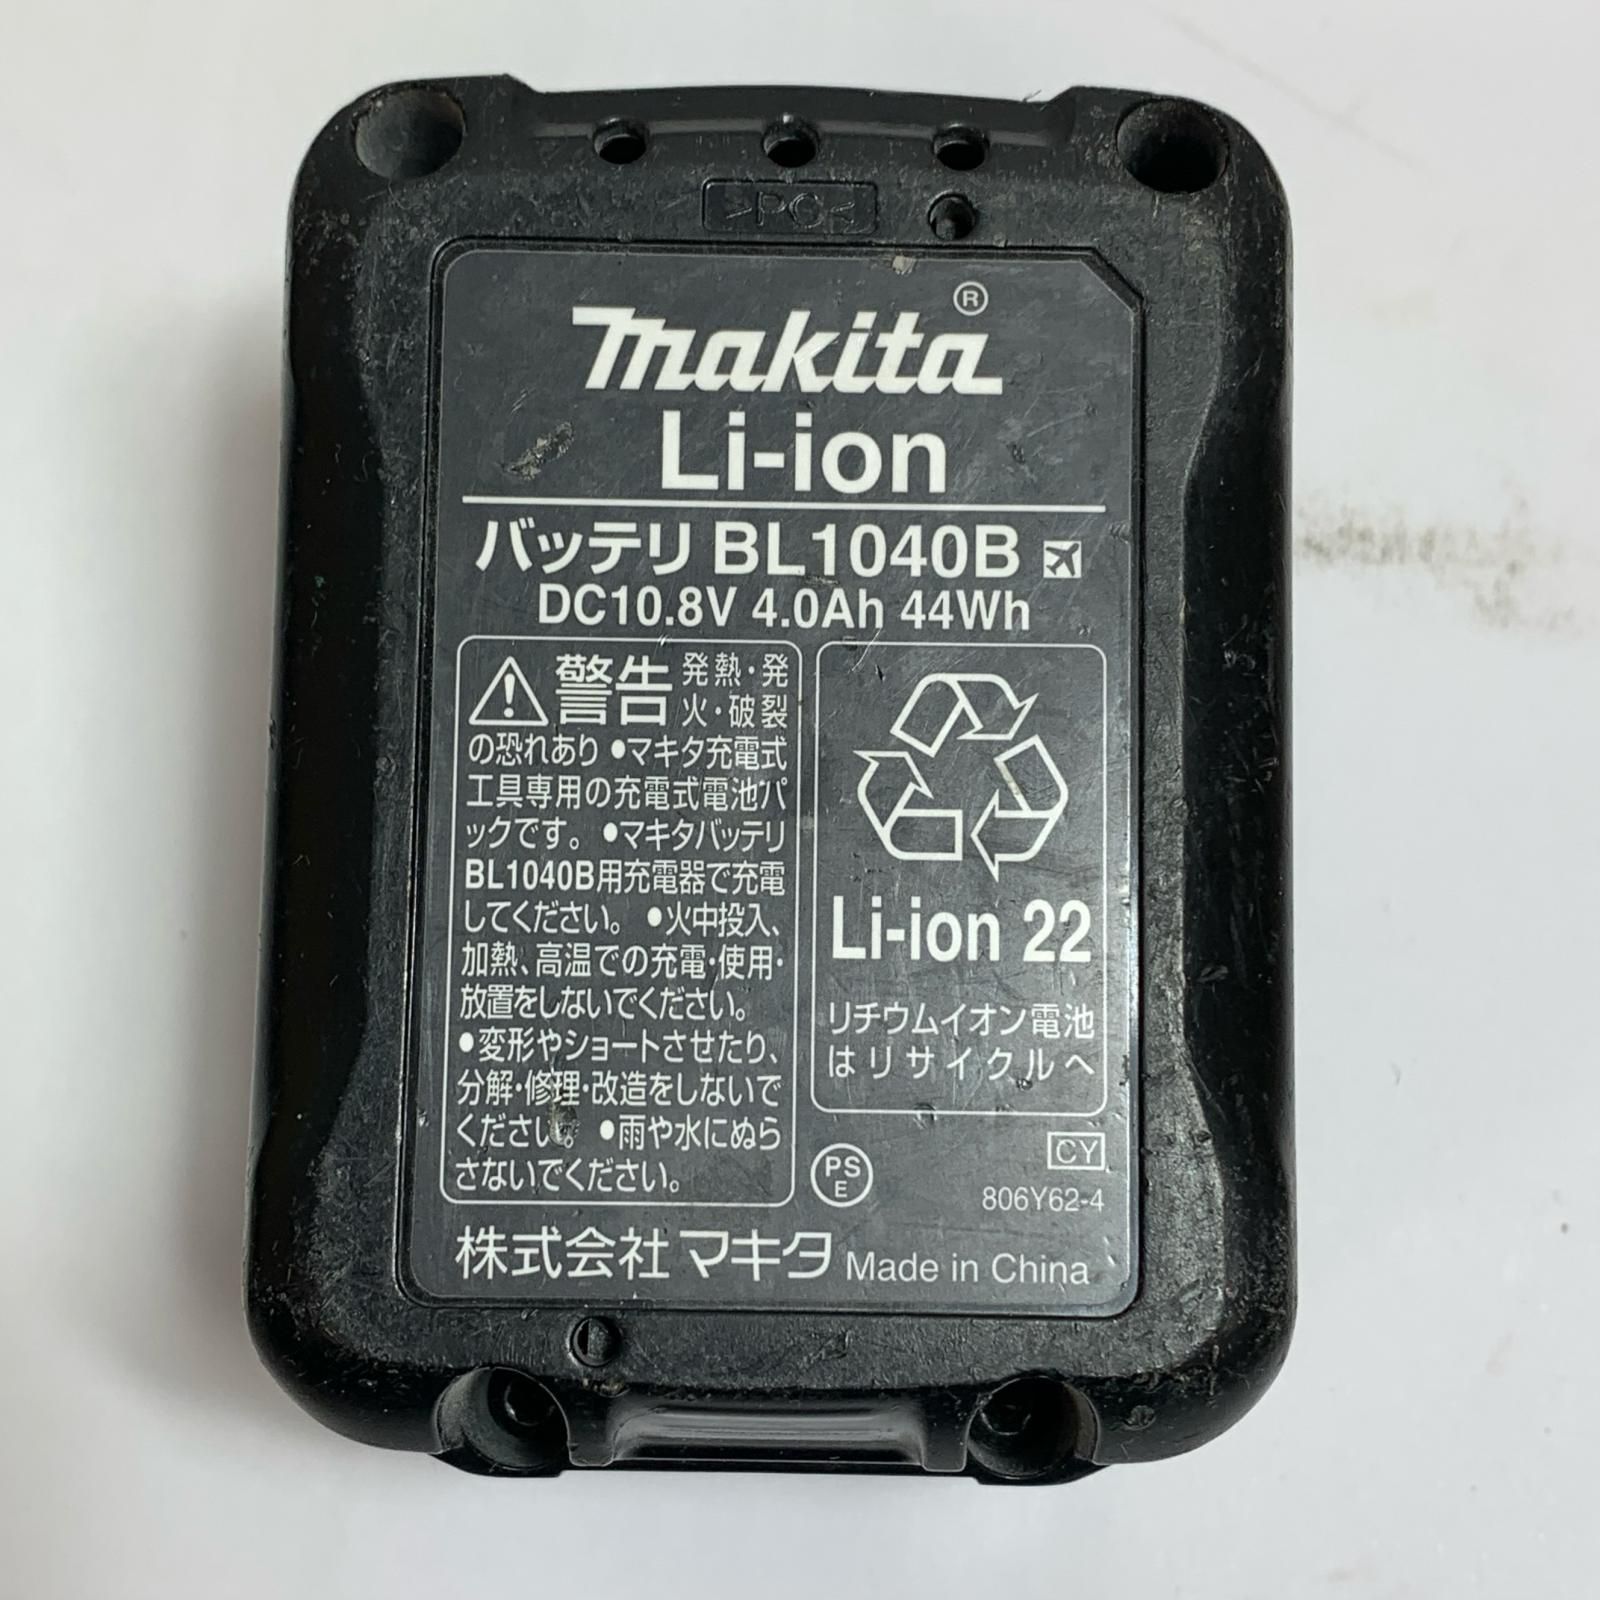 >PC<
makita®
Li-ion
バッテリ BL1040B
DC10.8V 4.0Ah 44Wh
警告 発熱・発
火・破裂
の恐れあり ●マキタ充電式
工具専用の充電式電池パ
ックです。 ●マキタバッテリ
BL1040B用充電器で充電
してください。 ●火中投入、
加熱、高温での充電・使用・
放置をしないでください。
●変形やショートさせたり、
分解・修理・改造をしないで
ください。 ●雨や水にぬら
さないでください。
Li-ion 22
リチウムイオン電池
はリサイクルへ
PS
E
CY
806Y62-4
株式会社 マキタ Made in China